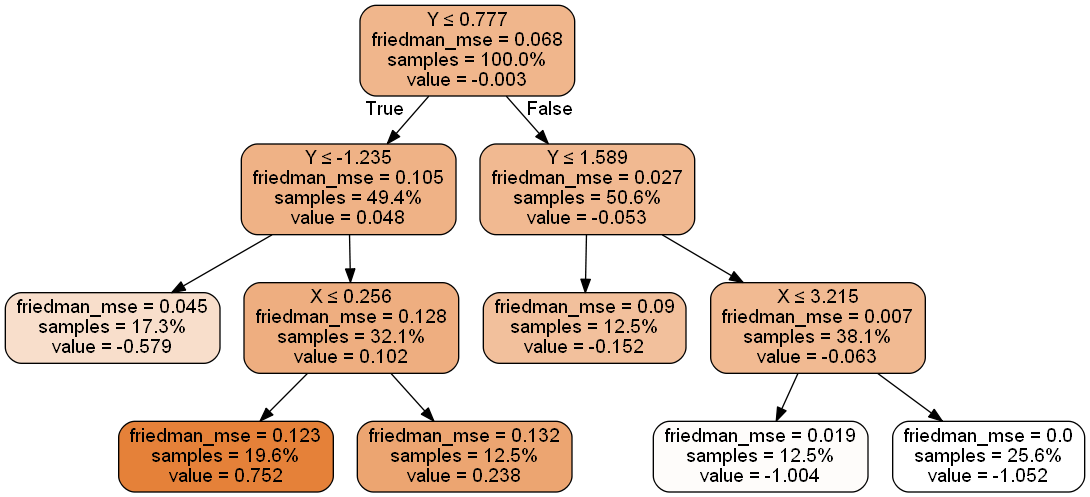 Y ≤ 0.777
friedman_mse = 0.068
samples = 100.0%
value = -0.003
True
False
Y ≤ -1.235
friedman_mse = 0.105
samples = 49.4%
value = 0.048
Y ≤ 1.589
friedman_mse = 0.027
samples = 50.6%
value = -0.053
friedman_mse = 0.045
samples = 17.3%
value = -0.579
X ≤ 0.256
friedman_mse = 0.128
samples = 32.1%
value = 0.102
friedman_mse = 0.09
samples = 12.5%
value = -0.152
X ≤ 3.215
friedman_mse = 0.007
samples = 38.1%
value = -0.063
friedman_mse = 0.123
samples = 19.6%
value = 0.752
friedman_mse = 0.132
samples = 12.5%
value = 0.238
friedman_mse = 0.019
samples = 12.5%
value = -1.004
friedman_mse = 0.0
samples = 25.6%
value = -1.052